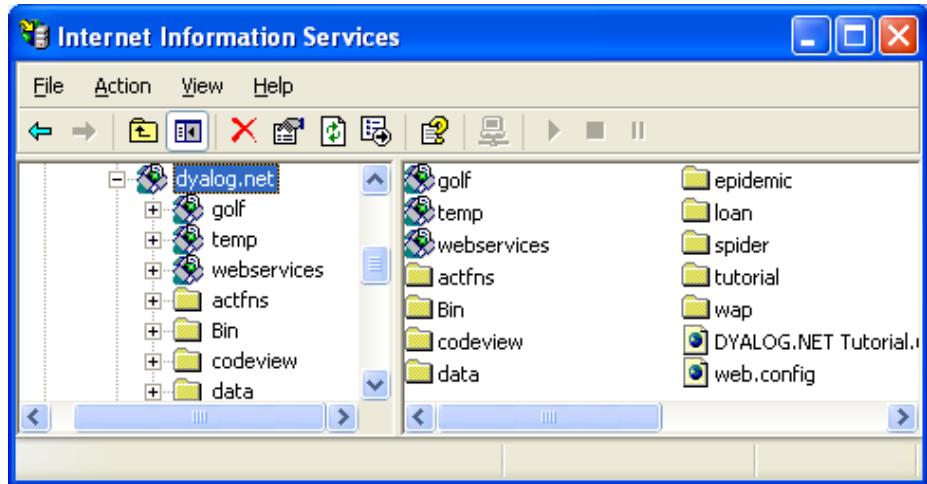 Internet Information Services
File Action View Help
dyalog.net
golf
temp
webservices
actfns
Bin
codeview
data
golf
temp
webservices
actfns
Bin
codeview
data
epidemic
loan
spider
tutorial
wap
DYALOG.NET Tutorial.
web.config